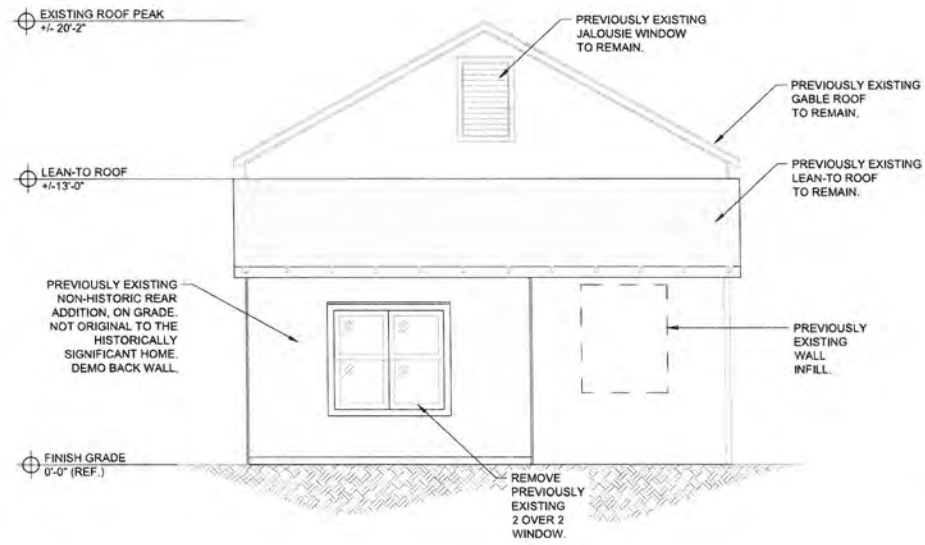 EXISTING ROOF PEAK
+/- 20'-2"
PREVIOUSLY EXISTING
JALOUSIE WINDOW
TO REMAIN.
PREVIOUSLY EXISTING
GABLE ROOF
TO REMAIN.
LEAN-TO ROOF
+/-13'-0"
PREVIOUSLY EXISTING
LEAN-TO ROOF
TO REMAIN.
PREVIOUSLY EXISTING
NON-HISTORIC REAR
ADDITION, ON GRADE.
NOT ORIGINAL TO THE
HISTORICALLY
SIGNIFICANT HOME.
DEMO BACK WALL.
PREVIOUSLY
EXISTING
WALL
INFILL.
FINISH GRADE
0'-0" (REF.)
REMOVE
PREVIOUSLY
EXISTING
2 OVER 2
WINDOW.